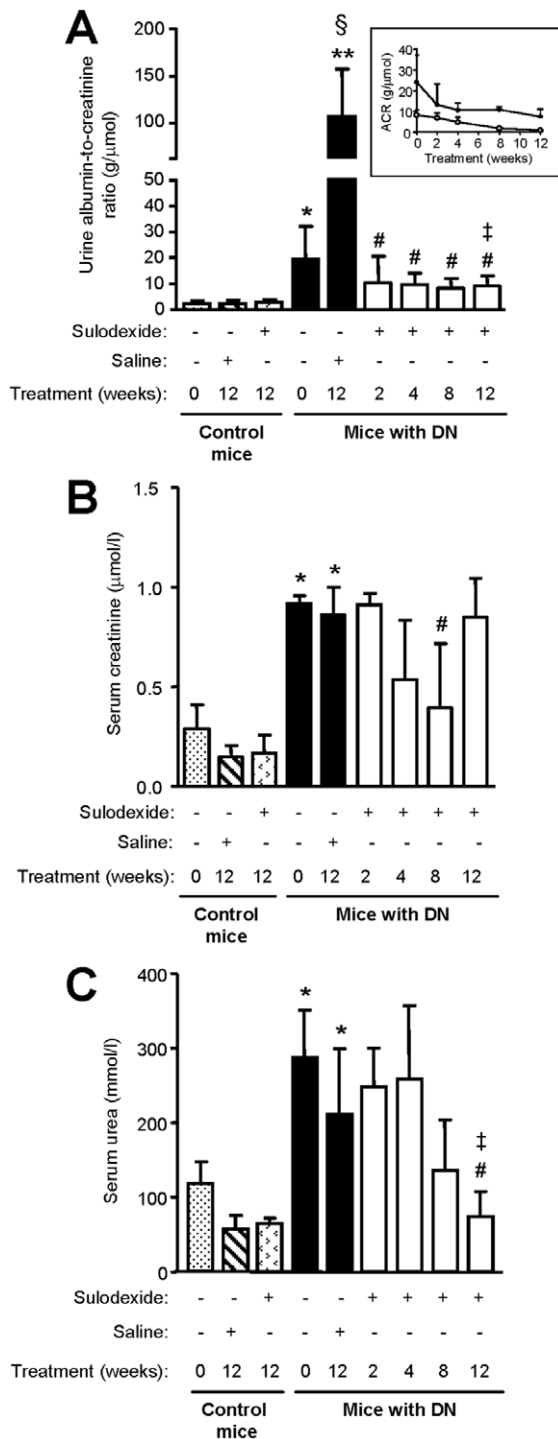 A
Urine albumin-to-creatinine
ratio (g/μmol)
200
150
100
50
50
40
30
20
10
0
*
§
**
#
#
#
‡
#
ACR (g/μmol)
40
30
20
10
0
0 2 4 6 8 10 12
Treatment (weeks)
Sulodexide: - - + - - + + + +
Saline: - + - - + - - - -
Treatment (weeks): 0 12 12 0 12 2 4 8 12
Control
mice
Mice with DN
B
Serum creatinine (μmol/l)
1.5
1.0
0.5
0.0
* * #
Sulodexide: - - + - - + + + +
Saline: - + - - + - - - -
Treatment (weeks): 0 12 12 0 12 2 4 8 12
Control
mice
Mice with DN
C
Serum urea (mmol/l)
400
300
200
100
0
*
*
‡
#
Sulodexide: - - + - - + + + +
Saline: - + - - + - - - -
Treatment (weeks): 0 12 12 0 12 2 4 8 12
Control
mice
Mice with DN